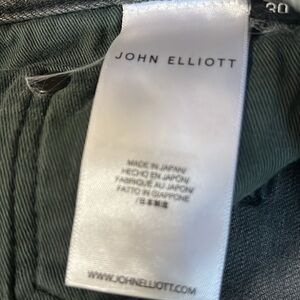 30
JOHN ELLIOTT
MADE IN JAPAN/
HECHO EN JAPÓN/
FABRIQUÉ AU JAPON/
FATTO IN GIAPPONE
/日本製造
WWW.JOHNELLIOTT.COM